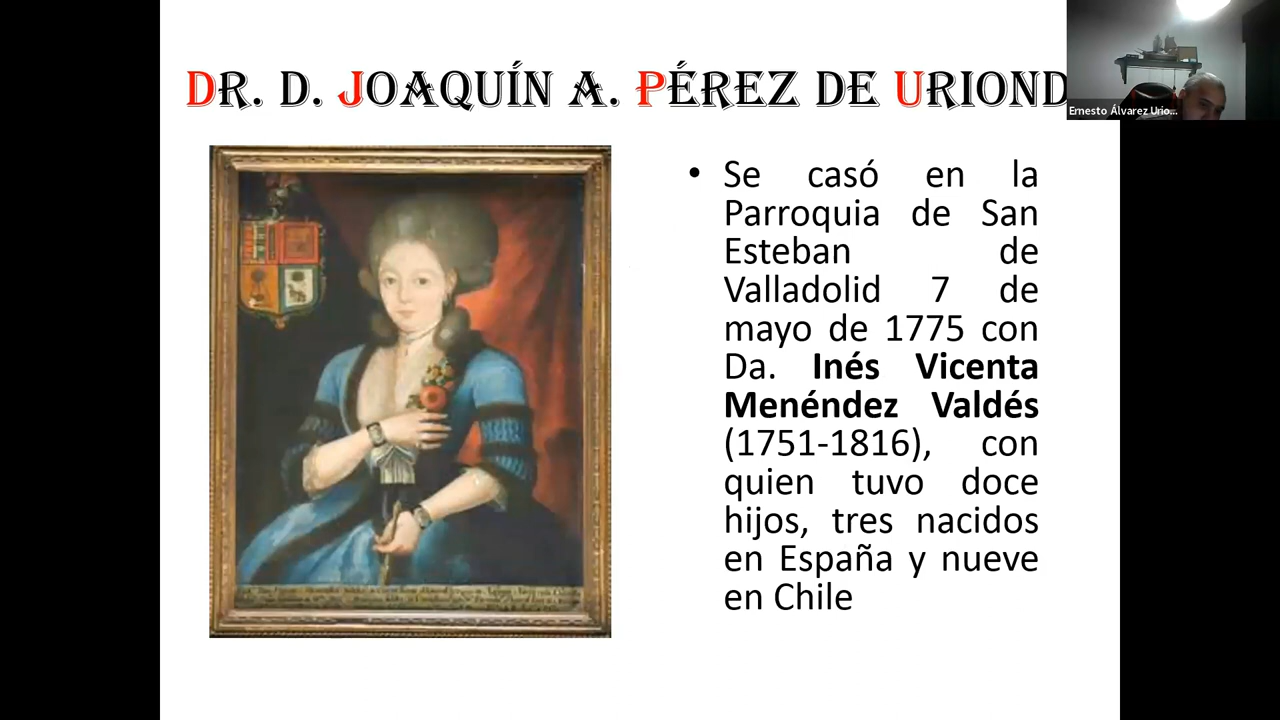 DR. D. JOAQUÍN A. PÉREZ DE URIOND
Ernesto Álvarez Urio...
• Se casó en la
Parroquia de San
Esteban de
Valladolid 7 de
mayo de 1775 con
Da. Inés Vicenta
Menéndez Valdés
(1751-1816), con
quien tuvo doce
hijos, tres nacidos
en España y nueve
en Chile